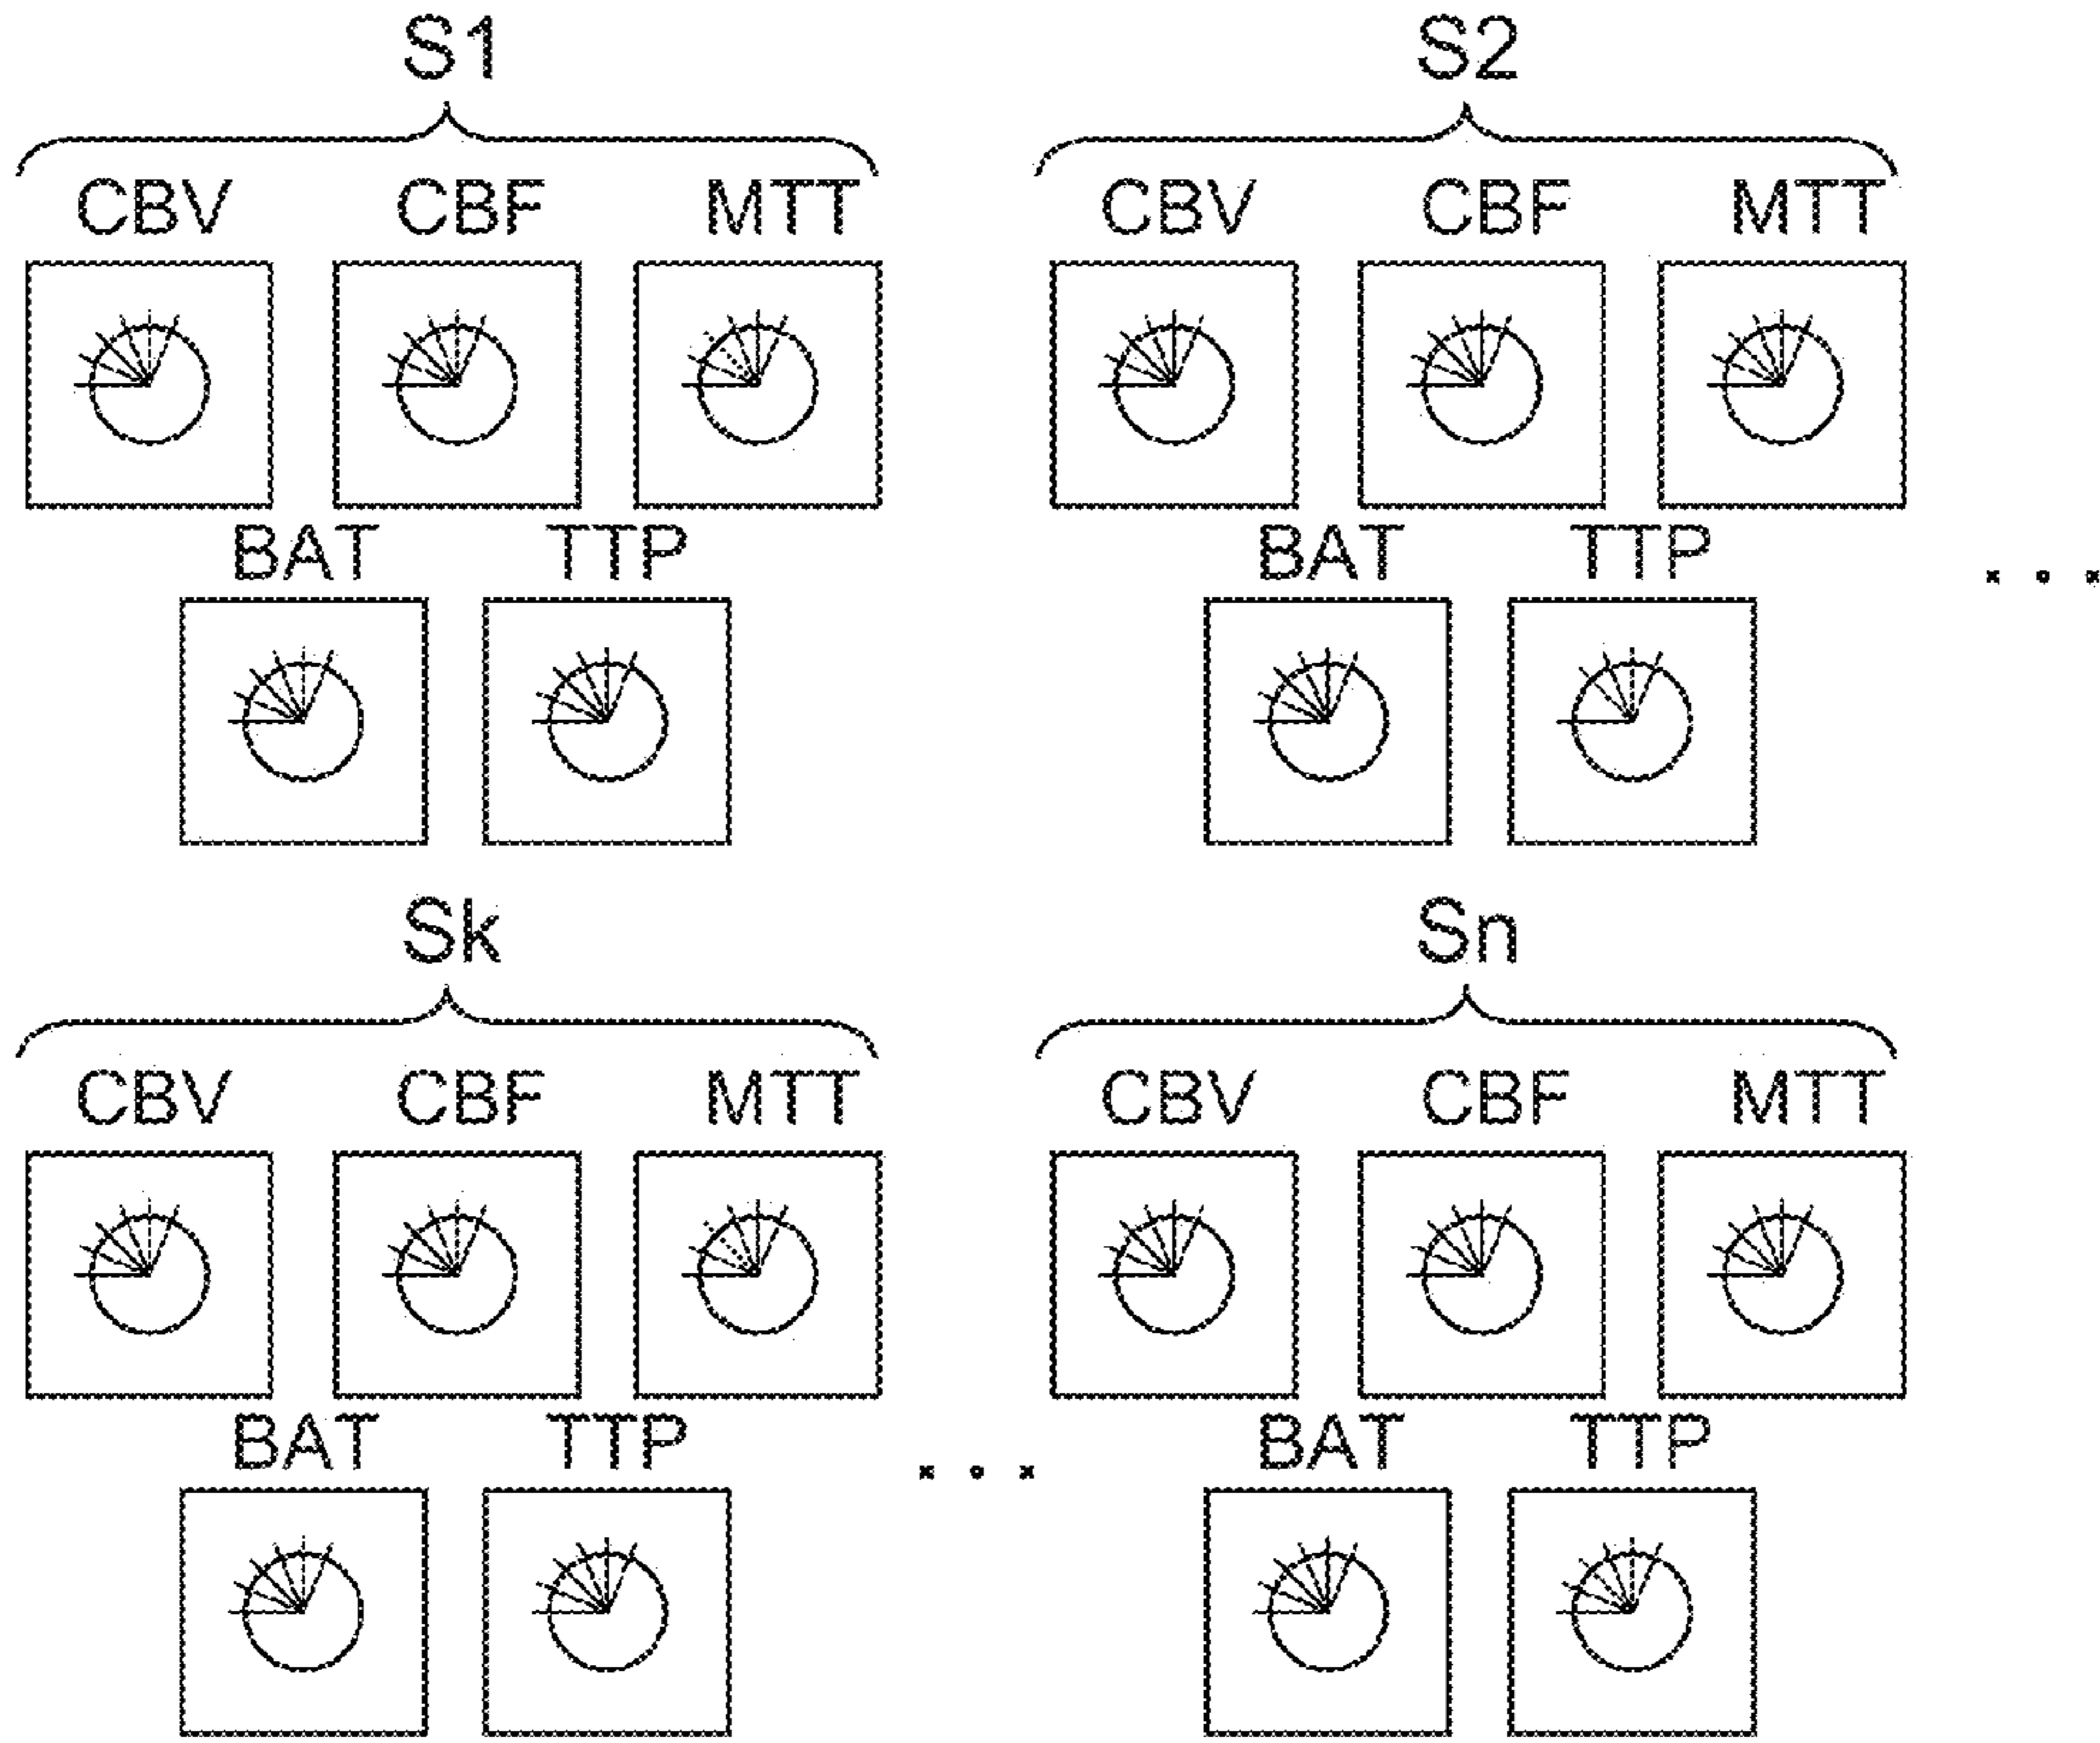 S1 S2
CBV CBF MTT CBV CBF MTT
BAT TTP BAT TTP
Sk Sn
CBV CBF MTT CBV CBF MTT
BAT TTP BAT TTP